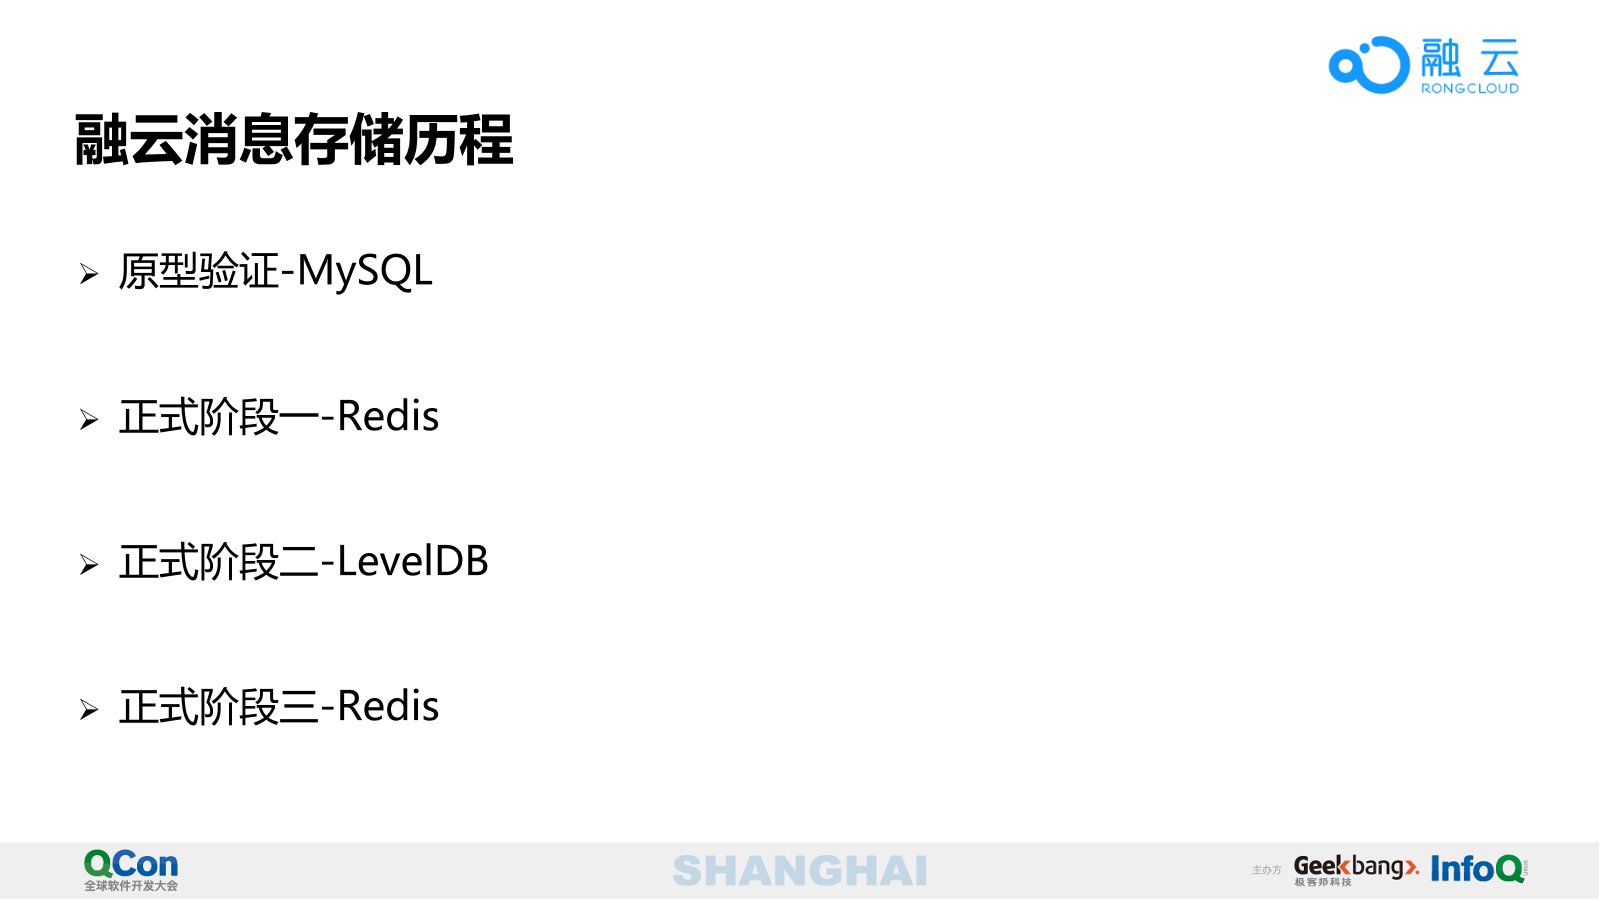 融云
RONGCLOUD
融云消息存储历程
原型验证-MySQL
正式阶段一-Redis
正式阶段二-LevelDB
正式阶段三-Redis
QCon
全球软件开发大会
SHANGHAI
主办方
Geekbang
极客邦科技
InfoQ